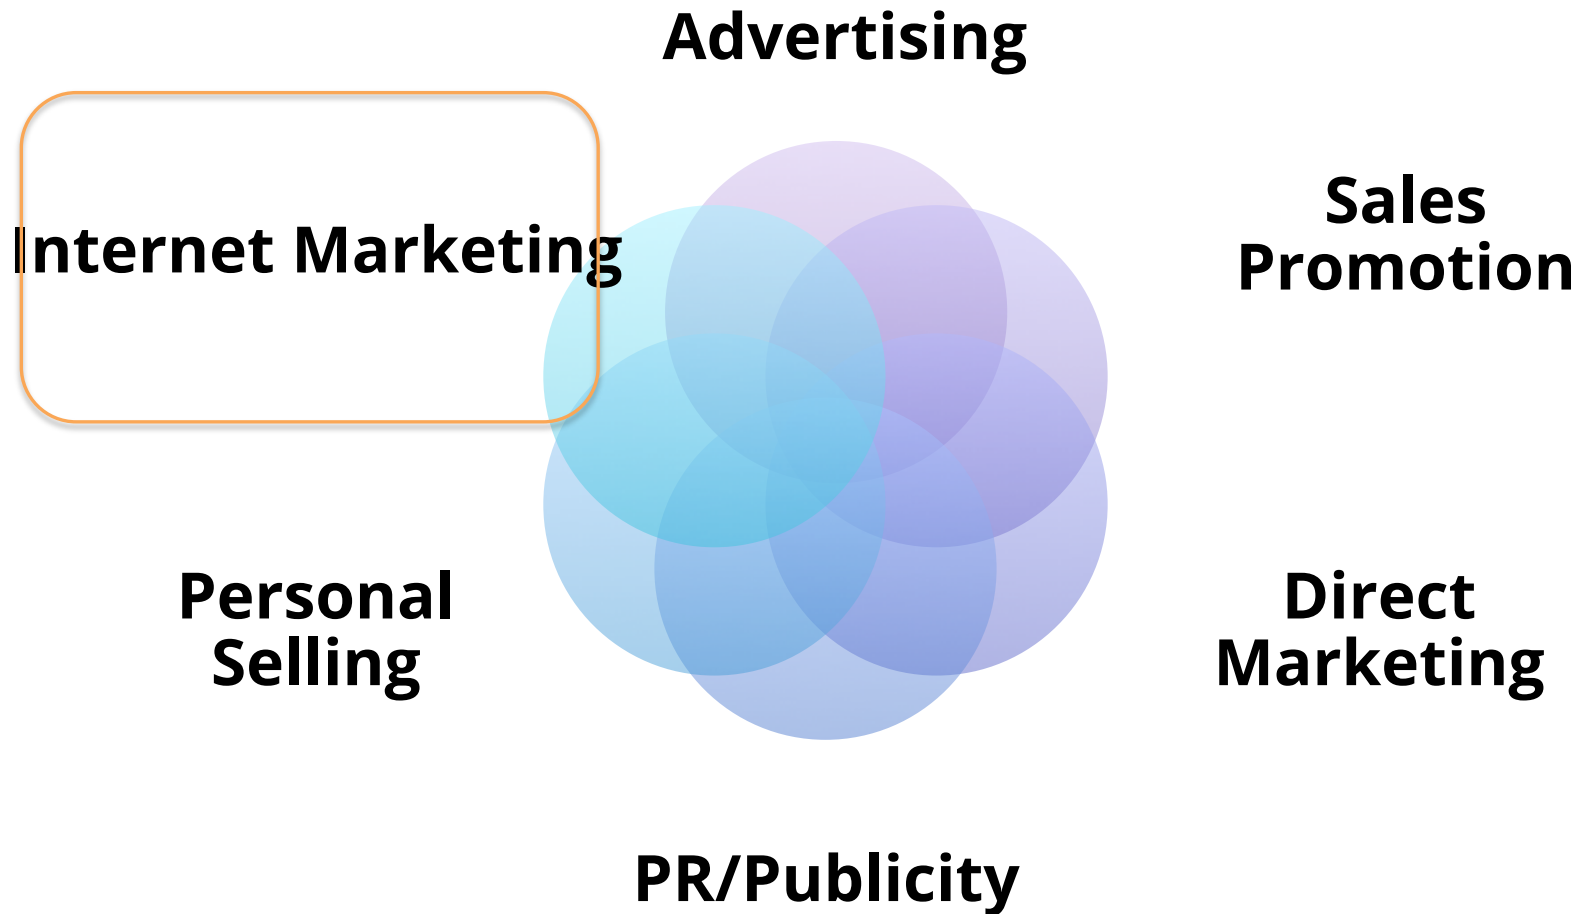 Advertising
Internet Marketing
Sales
Promotion
Personal
Selling
Direct
Marketing
PR/Publicity